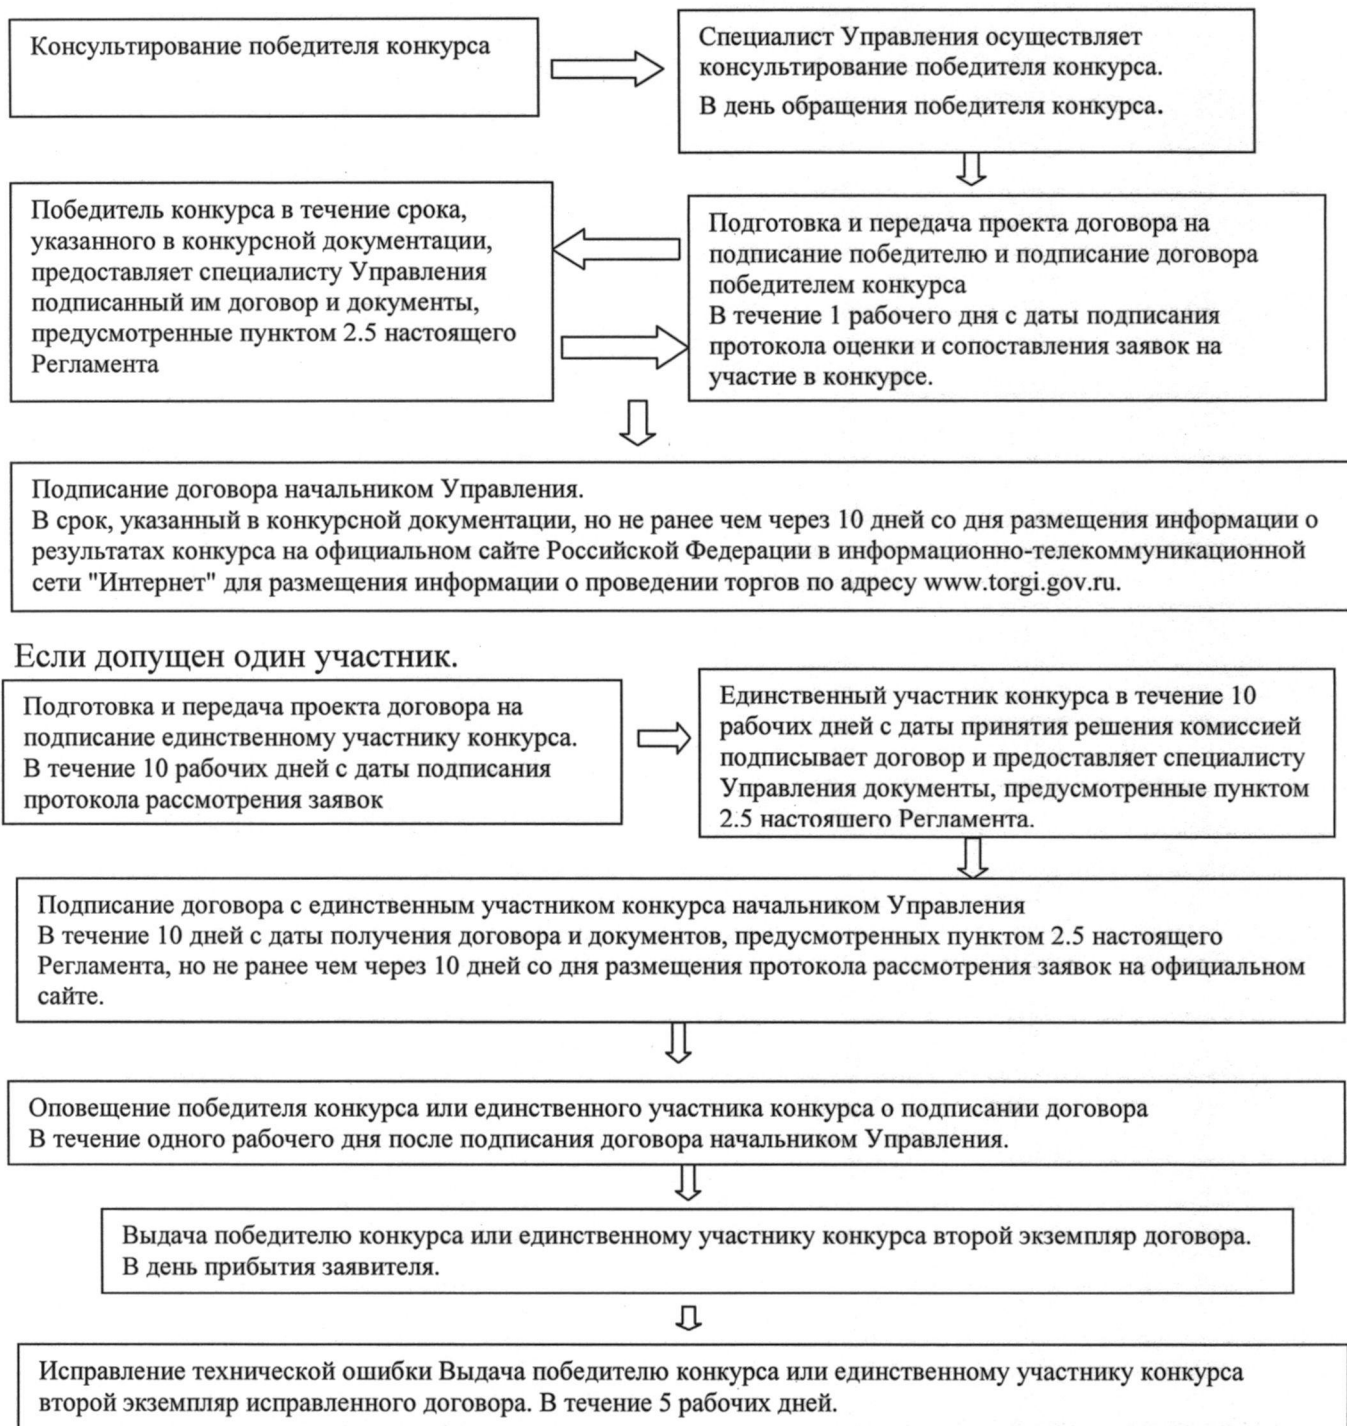 Консультирование победителя конкурса
Специалист Управления осуществляет
консультирование победителя конкурса.
В день обращения победителя конкурса.
Победитель конкурса в течение срока,
указанного в конкурсной документации,
предоставляет специалисту Управления
подписанный им договор и документы,
предусмотренные пунктом 2.5 настоящего
Регламента
Подготовка и передача проекта договора на
подписание победителю и подписание договора
победителем конкурса
В течение 1 рабочего дня с даты подписания
протокола оценки и сопоставления заявок на
участие в конкурсе.
Подписание договора начальником Управления.
В срок, указанный в конкурсной документации, но не ранее чем через 10 дней со дня размещения информации о
результатах конкурса на официальном сайте Российской Федерации в информационно-телекоммуникационной
сети "Интернет" для размещения информации о проведении торгов по адресу www.torgi.gov.ru.
Если допущен один участник.
Подготовка и передача проекта договора на
подписание единственному участнику конкурса.
В течение 10 рабочих дней с даты подписания
протокола рассмотрения заявок
Единственный участник конкурса в течение 10
рабочих дней с даты принятия решения комиссией
подписывает договор и предоставляет специалисту
Управления документы, предусмотренные пунктом
2.5 настоящего Регламента.
Подписание договора с единственным участником конкурса начальником Управления
В течение 10 дней с даты получения договора и документов, предусмотренных пунктом 2.5 настоящего
Регламента, но не ранее чем через 10 дней со дня размещения протокола рассмотрения заявок на официальном
сайте.
Оповещение победителя конкурса или единственного участника конкурса о подписании договора
В течение одного рабочего дня после подписания договора начальником Управления.
Выдача победителю конкурса или единственному участнику конкурса второй экземпляр договора.
В день прибытия заявителя.
Исправление технической ошибки Выдача победителю конкурса или единственному участнику конкурса
второй экземпляр исправленного договора. В течение 5 рабочих дней.